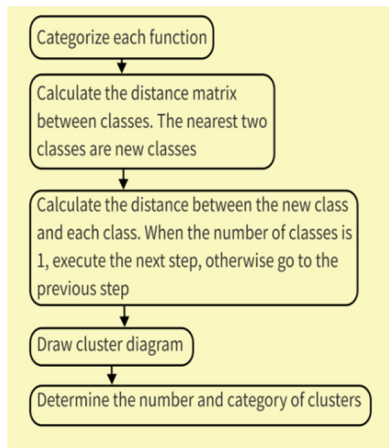 Categorize each function
Calculate the distance matrix
between classes. The nearest two
classes are new classes
Calculate the distance between the new class
and each class. When the number of classes is
1, execute the next step, otherwise go to the
previous step
Draw cluster diagram
Determine the number and category of clusters